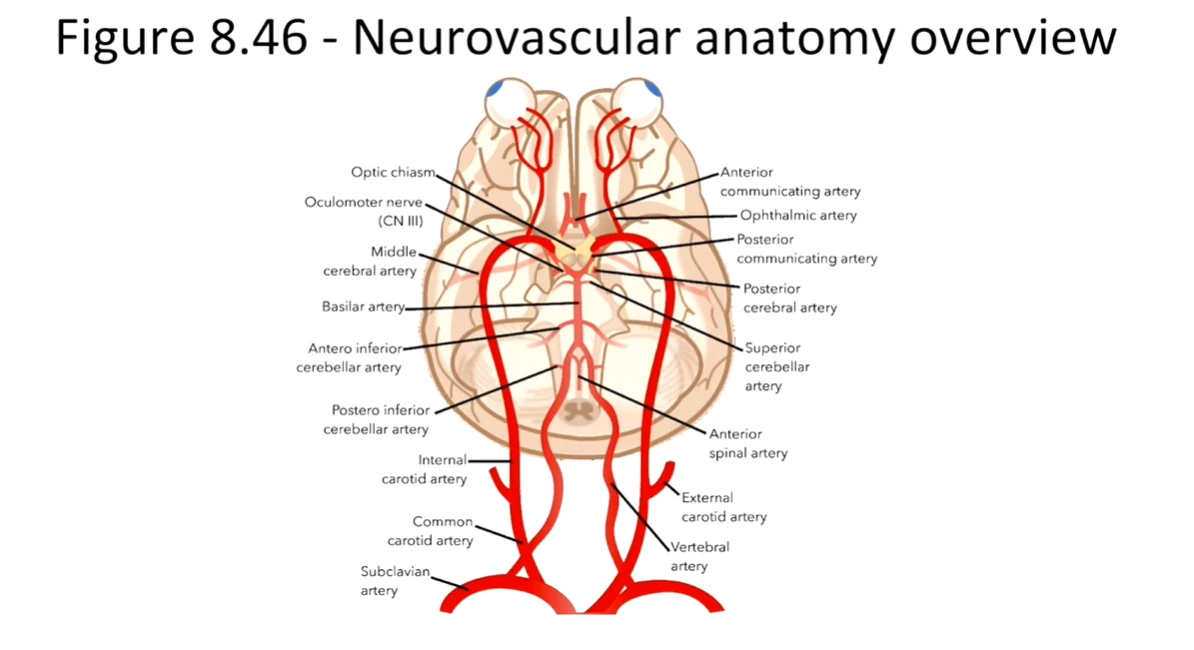 Figure 8.46 - Neurovascular anatomy overview
Optic chiasm
Oculomoter nerve
(CN III)
Middle
cerebral artery
Basilar artery
Antero inferior
cerebellar artery
Postero inferior
cerebellar artery
Internal
carotid artery
Common
carotid artery
Subclavian
artery
Anterior
communicating artery
Ophthalmic artery
Posterior
communicating artery
Posterior
cerebral artery
Superior
cerebellar
artery
Anterior
spinal artery
External
carotid artery
Vertebral
artery